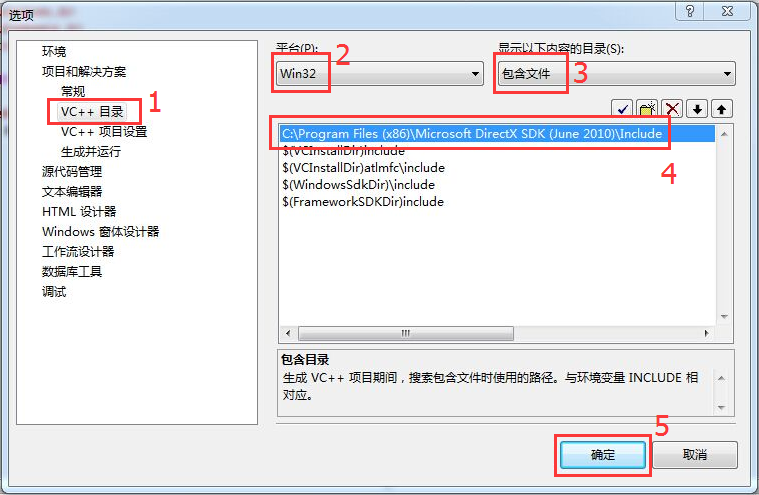 选项
环境
项目和解决方案
常规
VC++ 目录
1
VC++ 项目设置
生成并运行
源代码管理
文本编辑器
HTML 设计器
Windows 窗体设计器
工作流设计器
数据库工具
调试
平台(P):
2
Win32
显示以下内容的目录(S):
包含文件
3
C:\Program Files (x86)\Microsoft DirectX SDK (June 2010)\Include
$(VCInstallDir)include
$(VCInstallDir)atlmfc\include
$(WindowsSdkDir)\include
$(FrameworkSDKDir)include
4
包含目录
生成 VC++ 项目期间，搜索包含文件时使用的路径。与环境变量 INCLUDE 相
对应。
5
确定
取消